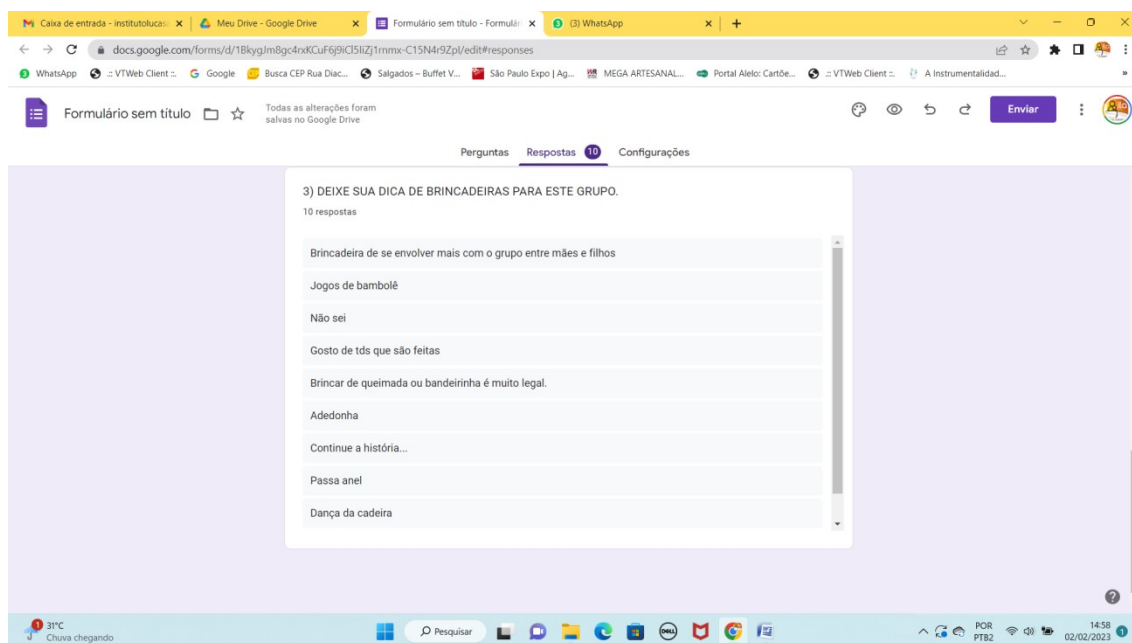 Caixa de entrada - institutolucas
Meu Drive - Google Drive
Formulário sem título - Formulár
(3) WhatsApp
docs.google.com/forms/d/1BkygJm8gc4rxKCuF6j9iCl5IiZj1rnmx-C15N4r9ZpI/edit#responses
WhatsApp
.:: VTWeb Client ::.
Google
Busca CEP Rua Diac...
Salgados – Buffet V...
São Paulo Expo | Ag...
MEGA ARTESANAL...
Portal Alelo: Cartõe...
.:: VTWeb Client ::.
A Instrumentalidad...
Formulário sem título
Todas as alterações foram
salvas no Google Drive
Enviar
Perguntas Respostas 10 Configurações
3) DEIXE SUA DICA DE BRINCADEIRAS PARA ESTE GRUPO.
10 respostas
Brincadeira de se envolver mais com o grupo entre mães e filhos
Jogos de bambolê
Não sei
Gosto de tds que são feitas
Brincar de queimada ou bandeirinha é muito legal.
Adedonha
Continue a história...
Passa anel
Dança da cadeira
1
31°C
Chuva chegando
Pesquisar
DELL
POR
PTB2
14:58
02/02/2023
1